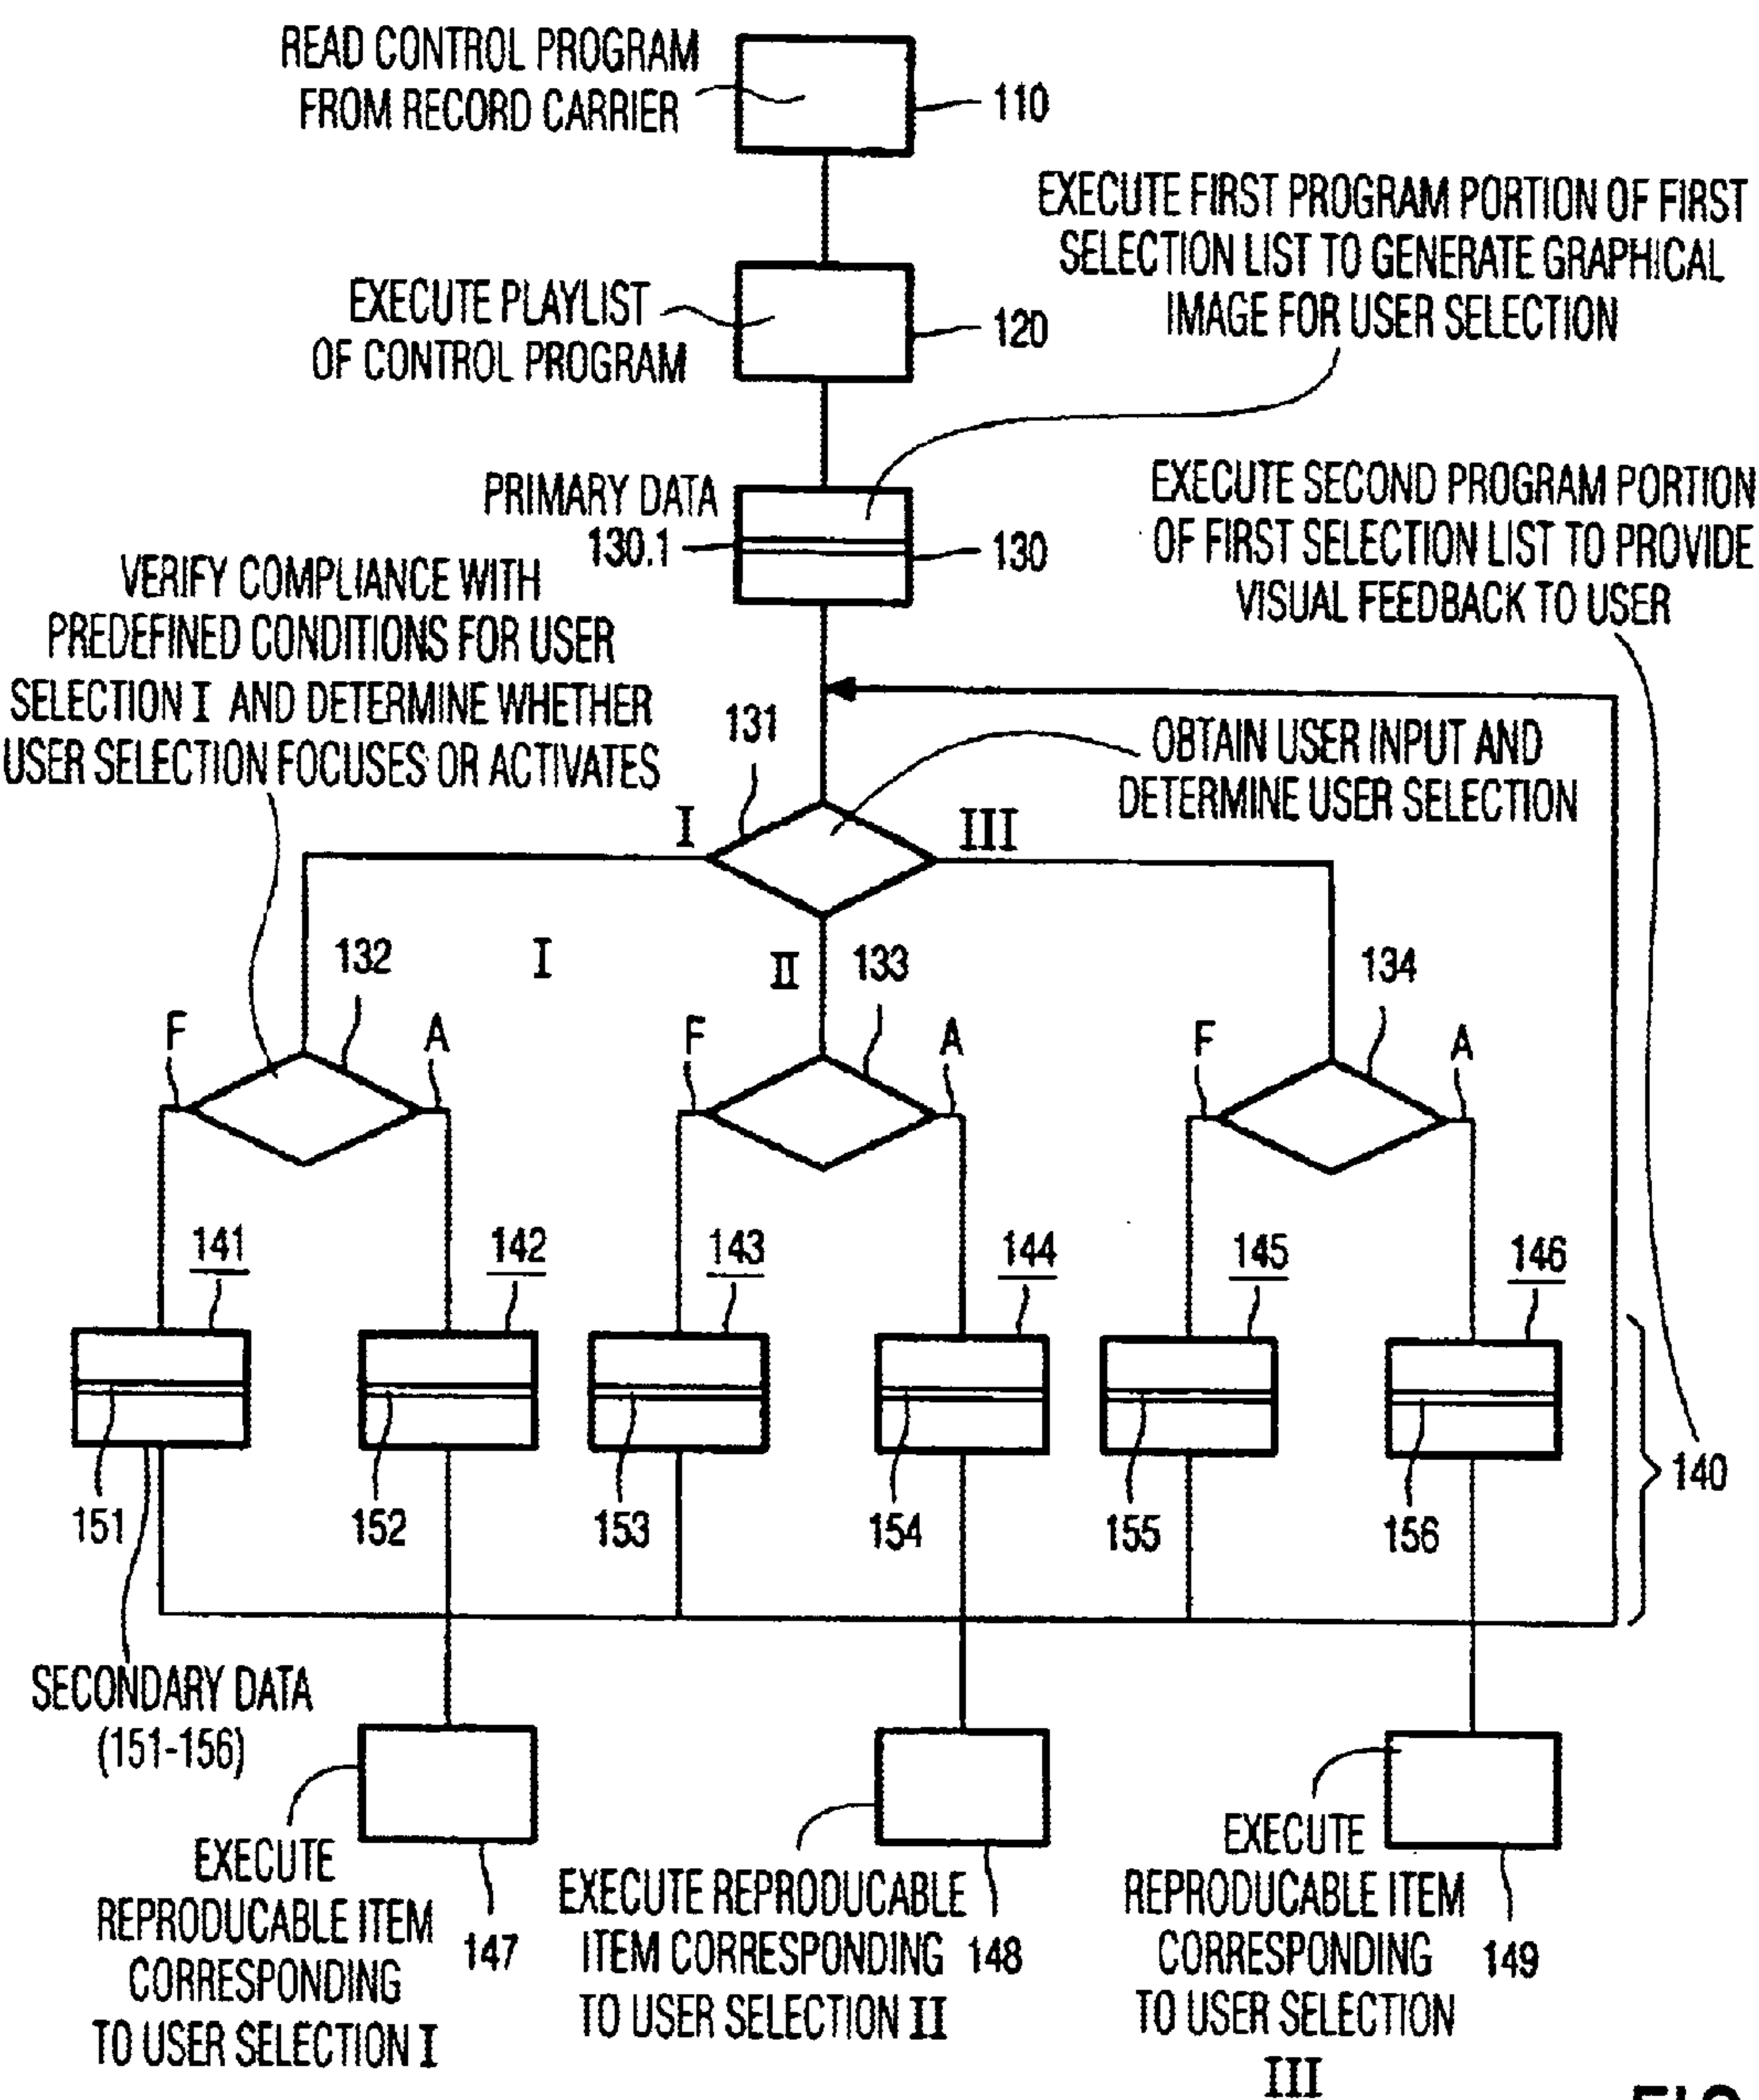 READ CONTROL PROGRAM
FROM RECORD CARRIER
110
EXECUTE FIRST PROGRAM PORTION OF FIRST
SELECTION LIST TO GENERATE GRAPHICAL
IMAGE FOR USER SELECTION
EXECUTE PLAYLIST
OF CONTROL PROGRAM
120
PRIMARY DATA
130.1
130
EXECUTE SECOND PROGRAM PORTION
OF FIRST SELECTION LIST TO PROVIDE
VISUAL FEEDBACK TO USER
VERIFY COMPLIANCE WITH
PREDEFINED CONDITIONS FOR USER
SELECTION I AND DETERMINE WHETHER
USER SELECTION FOCUSES OR ACTIVATES
131
OBTAIN USER INPUT AND
DETERMINE USER SELECTION
I
III
132
I
II
133
134
F
A
F
A
F
A
141
142
143
144
145
146
151
152
153
154
155
156
140
SECONDARY DATA
(151-156)
EXECUTE
REPRODUCABLE ITEM
CORRESPONDING
TO USER SELECTION I
147
EXECUTE REPRODUCABLE
ITEM CORRESPONDING
TO USER SELECTION II
148
EXECUTE
REPRODUCABLE ITEM
CORRESPONDING
TO USER SELECTION
III
149